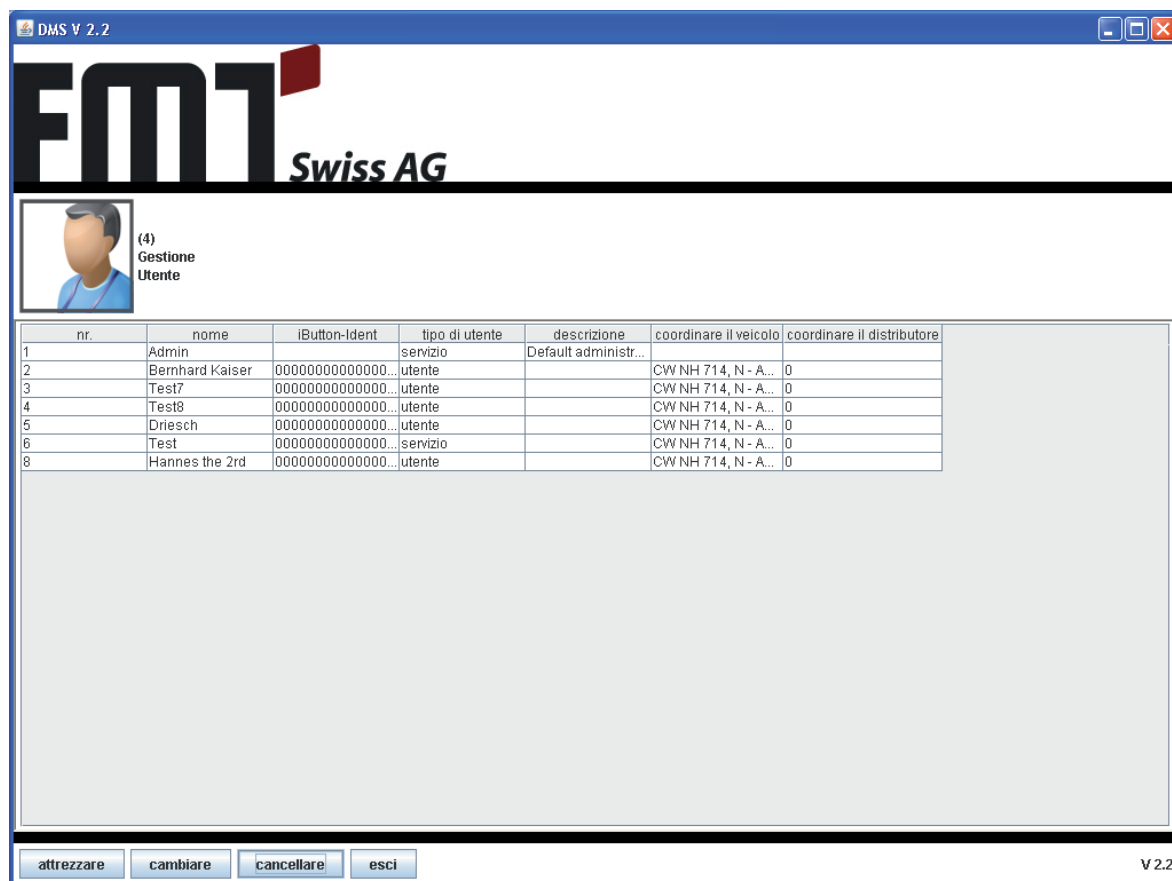 DMS V 2.2
FMT
Swiss AG
(4)
Gestione
Utente
nr. nome iButton-Ident tipo di utente descrizione coordinare il veicolo coordinare il distributore
1 Admin servizio Default administr...
2 Bernhard Kaiser 00000000000000... utente CW NH 714, N - A... 0
3 Test7 00000000000000... utente CW NH 714, N - A... 0
4 Test8 00000000000000... utente CW NH 714, N - A... 0
5 Driesch 00000000000000... utente CW NH 714, N - A... 0
6 Test 00000000000000... servizio CW NH 714, N - A... 0
8 Hannes the 2rd 00000000000000... utente CW NH 714, N - A... 0
attrezzare cambiare cancellare esci V 2.2